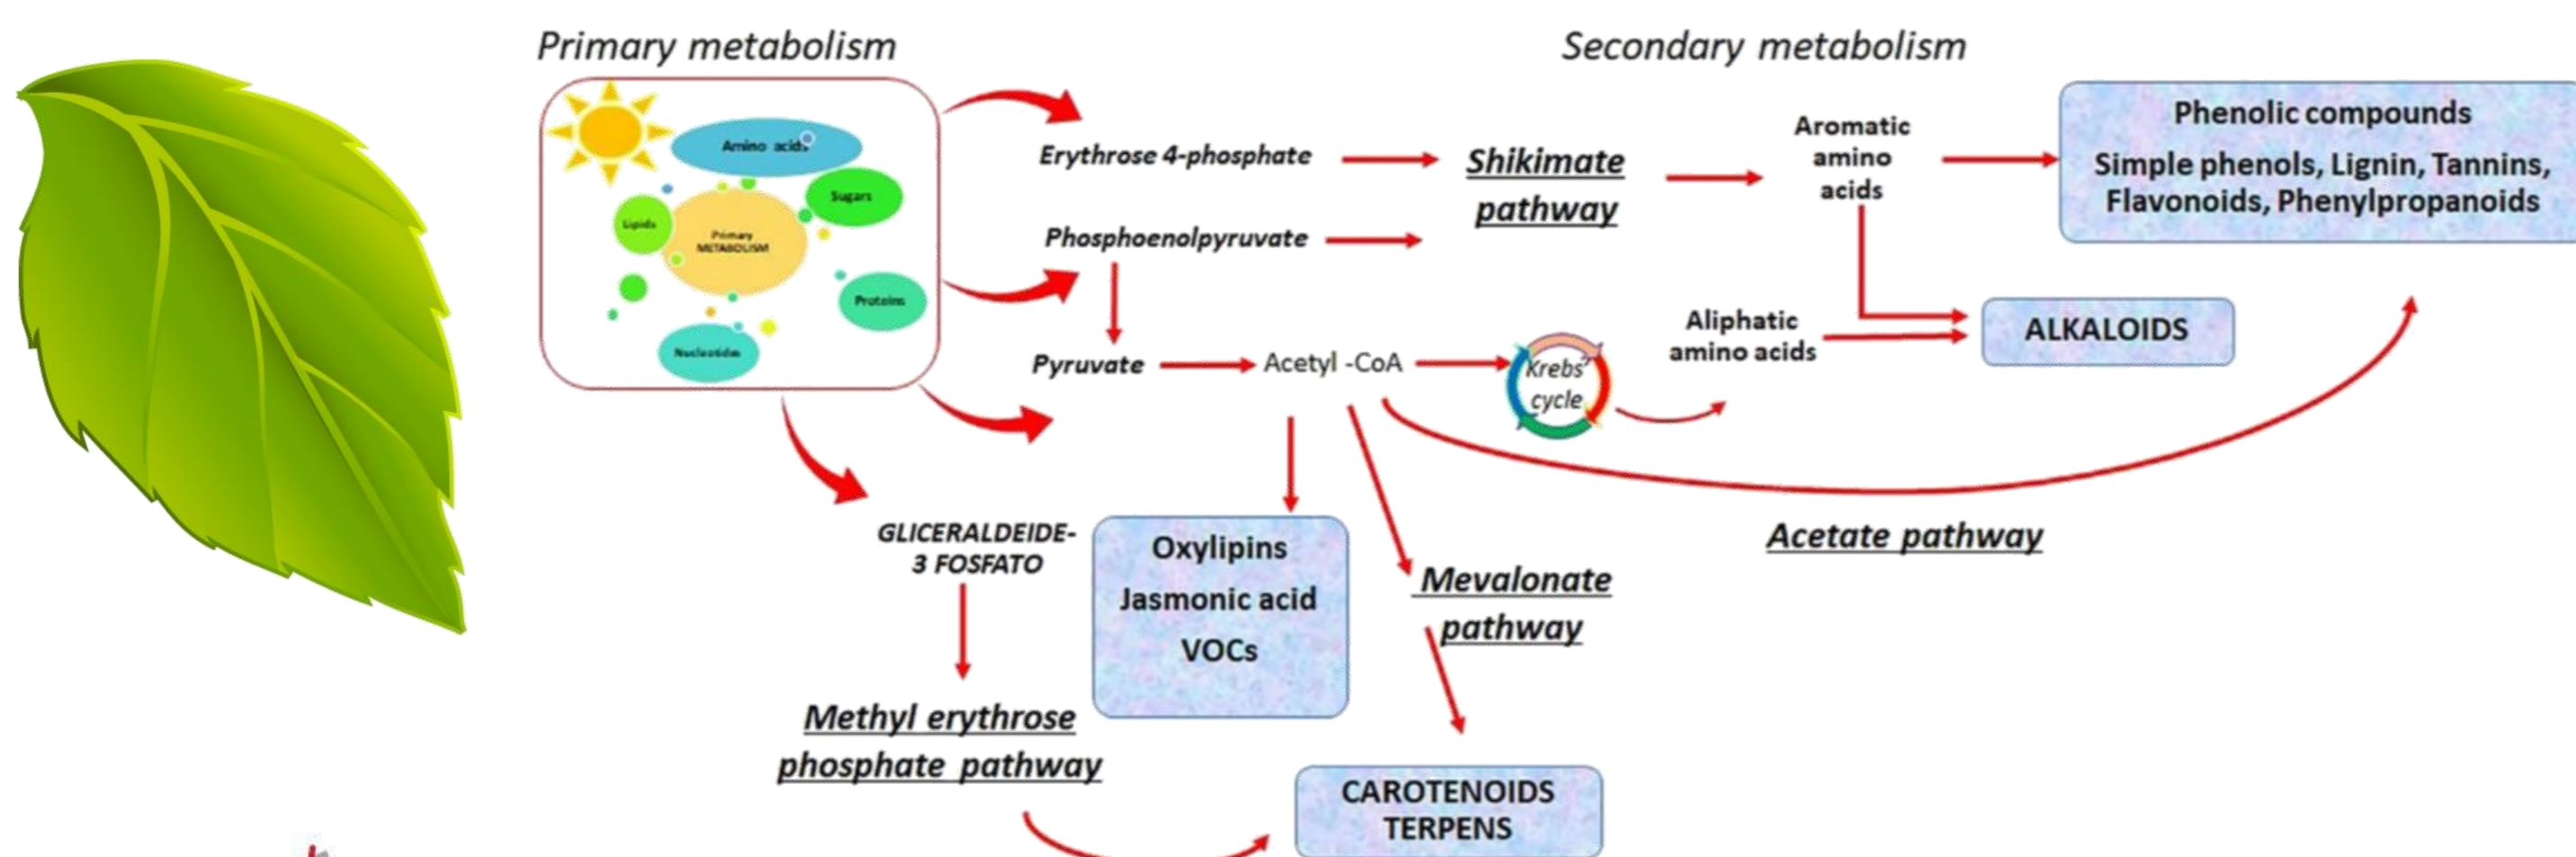 Primary metabolism
Secondary metabolism
Amino acids
Sugars
Lipids
Primary
METABOLISM
Proteins
Nucleotides
Erythrose 4-phosphate
Shikimate
pathway
Aromatic
amino
acids
Phenolic compounds
Simple phenols, Lignin, Tannins,
Flavonoids, Phenylpropanoids
Phosphoenolpyruvate
Pyruvate
Acetyl -CoA
Krebs'
cycle
Aliphatic
amino acids
ALKALOIDS
GLICERALDEIDE-
3 FOSFATO
Oxylipins
Jasmonic acid
VOCs
Mevalonate
pathway
Acetate pathway
Methyl erythrose
phosphate pathway
CAROTENOIDS
TERPENS